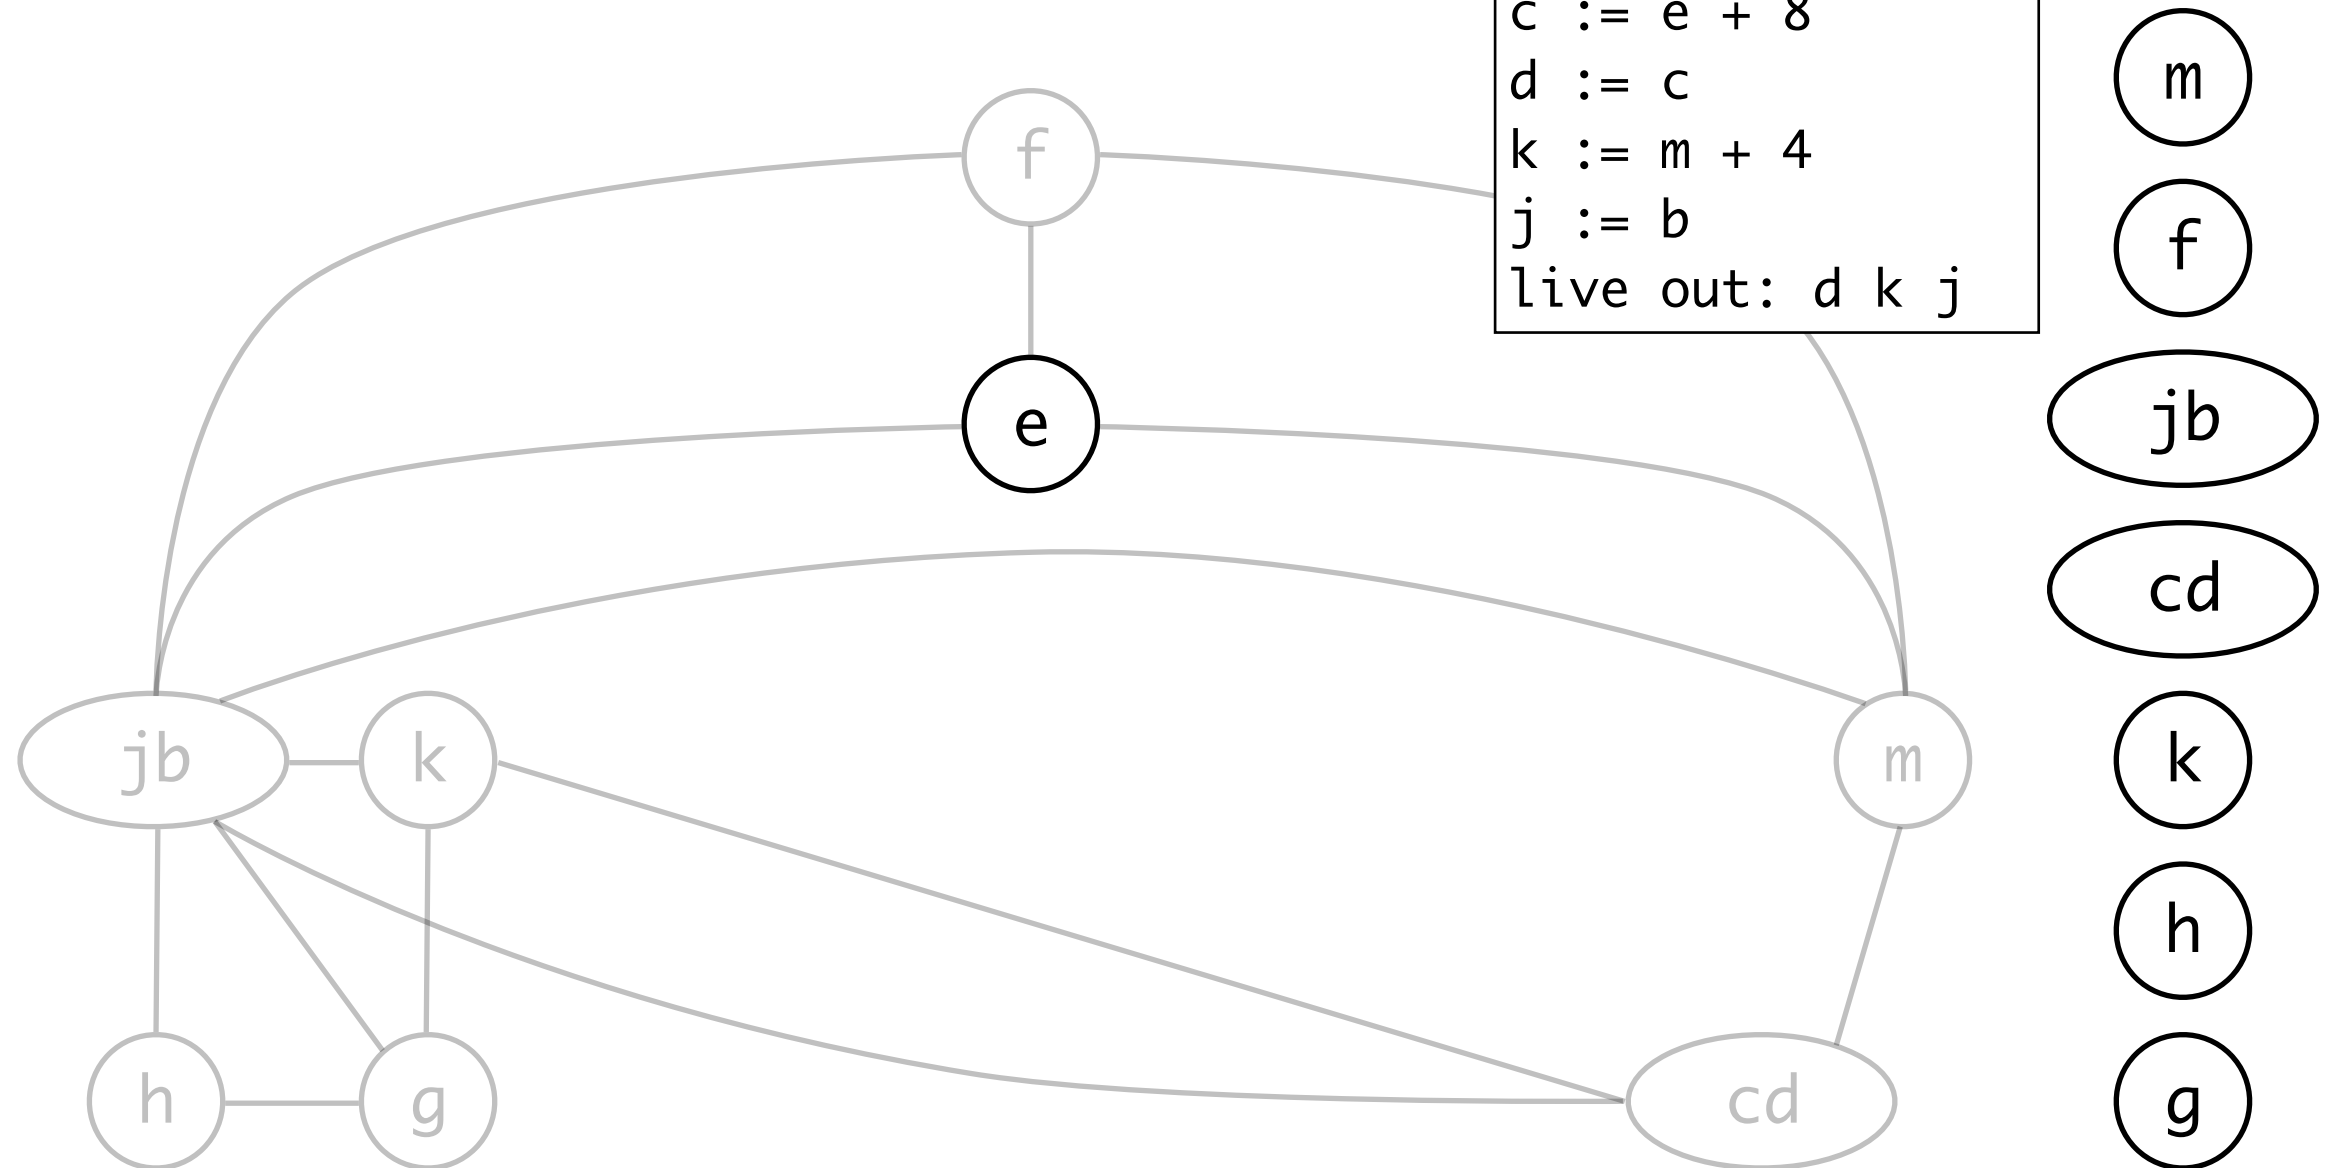 c := e + 8
d := c
k := m + 4
j := b
live out: d k j
f
e
jb
k
m
h
g
cd
m
f
jb
cd
k
h
g